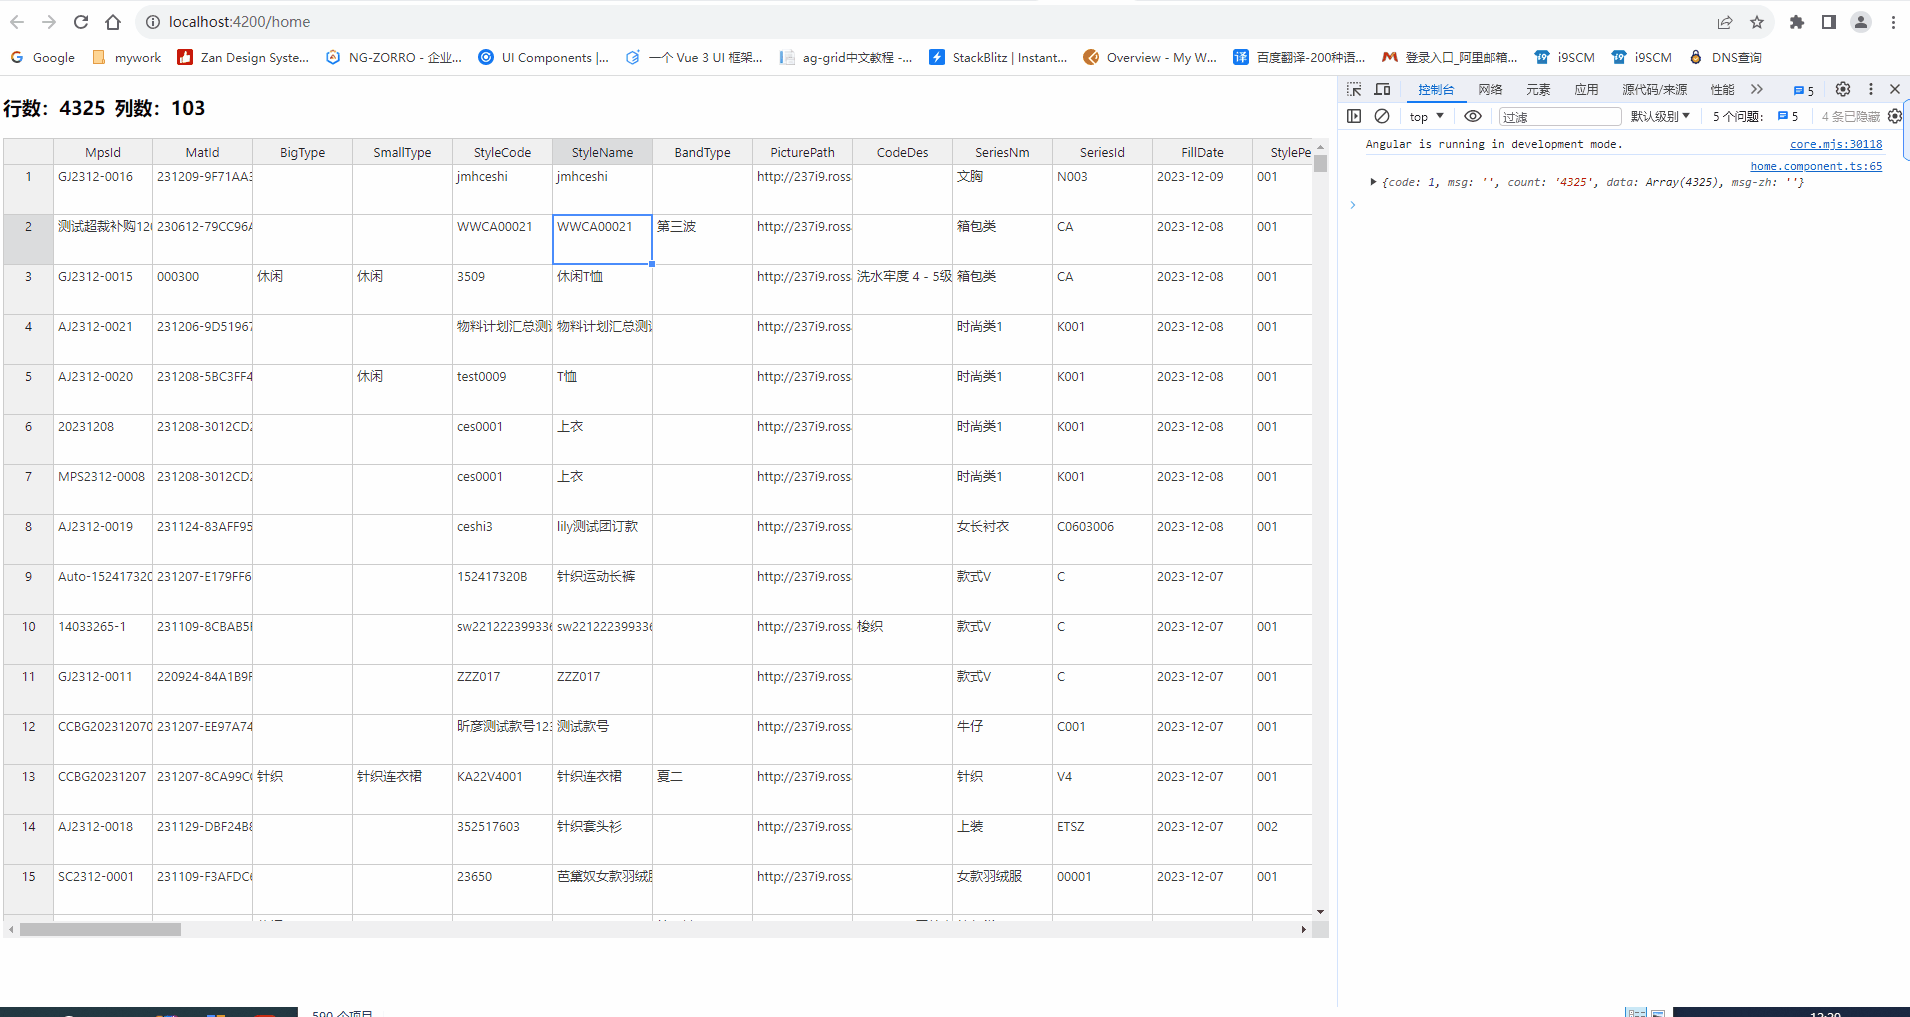 localhost:4200/home
Google mywork Zan Design Syste... NG-ZORRO - 企业... UI Components |... 一个 Vue 3 UI 框架... ag-grid中文教程 -... StackBlitz | Instant... Overview - My W... 百度翻译-200种语... 登录入口_阿里邮箱... i9SCM i9SCM DNS查询
行数：4325 列数：103
MpsId MatId BigType SmallType StyleCode StyleName BandType PicturePath CodeDes SeriesNm SeriesId FillDate StylePe
1 GJ2312-0016 231209-9F71AA3 jmhceshi jmhceshi http://237i9.ross 文胸 N003 2023-12-09 001
2 测试超裁补购120 230612-79CC96A WWCA00021 WWCA00021 第三波 箱包类 CA 2023-12-08 001
3 GJ2312-0015 000300 休闲 休闲 3509 休闲T恤 http://237i9.ross 洗水牢度 4 - 5级 箱包类 CA 2023-12-08 001
4 AJ2312-0021 231206-9D51967 物料计划汇总测试 物料计划汇总测试 http://237i9.ross 时尚类1 K001 2023-12-08 001
5 AJ2312-0020 231208-5BC3FF4 休闲 test0009 T恤 http://237i9.ross 时尚类1 K001 2023-12-08 001
6 20231208 231208-3012CD2 ces0001 上衣 http://237i9.ross 时尚类1 K001 2023-12-08 001
7 MPS2312-0008 231208-3012CD2 ces0001 上衣 http://237i9.ross 时尚类1 K001 2023-12-08 001
8 AJ2312-0019 231124-83AFF95 ceshi3 lily测试团订款 http://237i9.ross 女长衬衣 C0603006 2023-12-08 001
9 Auto-152417320 231207-E179FF6 152417320B 针织运动长裤 http://237i9.ross 款式V C 2023-12-07
10 14033265-1 231109-8CBAB5 sw221222399336 sw221222399336 http://237i9.ross 梭织 款式V C 2023-12-07 001
11 GJ2312-0011 220924-84A1B9F ZZZ017 ZZZ017 http://237i9.ross 款式V C 2023-12-07 001
12 CCBG202312070 231207-EE97A74 昕彦测试款号123 测试款号 http://237i9.ross 牛仔 C001 2023-12-07 001
13 CCBG20231207 231207-8CA99C 针织 针织连衣裙 KA22V4001 针织连衣裙 夏二 http://237i9.ross 针织 V4 2023-12-07 001
14 AJ2312-0018 231129-DBF24B8 352517603 针织套头衫 http://237i9.ross 上装 ETSZ 2023-12-07 002
15 SC2312-0001 231109-F3AFDC6 23650 芭黛奴女款羽绒服 http://237i9.ross 女款羽绒服 00001 2023-12-07 001
控制台 网络 元素 应用 源代码/来源 性能 5
top 过滤 默认级别 5 个问题: 5 4 条已隐藏
Angular is running in development mode. core.mjs:30118
home.component.ts:65
{code: 1, msg: '', count: '4325', data: Array(4325), msg-zh: ''}
590 个项目